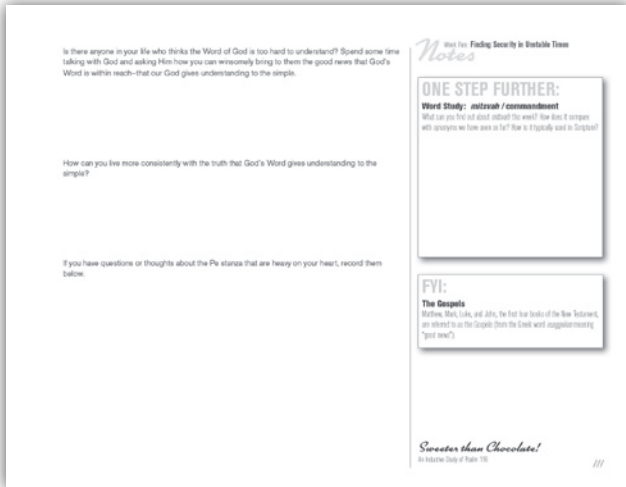 Is there anyone in your life who thinks the Word of God is too hard to understand? Spend some time
talking with God and asking Him how you can winsomely bring to them the good news that God's
Word is within reach–that our God gives understanding to the simple.
How can you live more consistently with the truth that God's Word gives understanding to the
simple?
If you have questions or thoughts about the Pe stanza that are heavy on your heart, record them
below.
Notes
Finding Security in Unstable Times
ONE STEP FURTHER:
Word Study: mitzvah / commandment
What can you find out about mitzvah this week? How does it compare
with synonyms we have seen so far? How is it typically used in Scripture?
FYI:
The Gospels
Matthew, Mark, Luke, and John, the first four books of the New Testament,
are referred to as the Gospels (from the Greek word meaning
"good news").
Sweeter than Chocolate!
An Inductive Study of Psalm 119